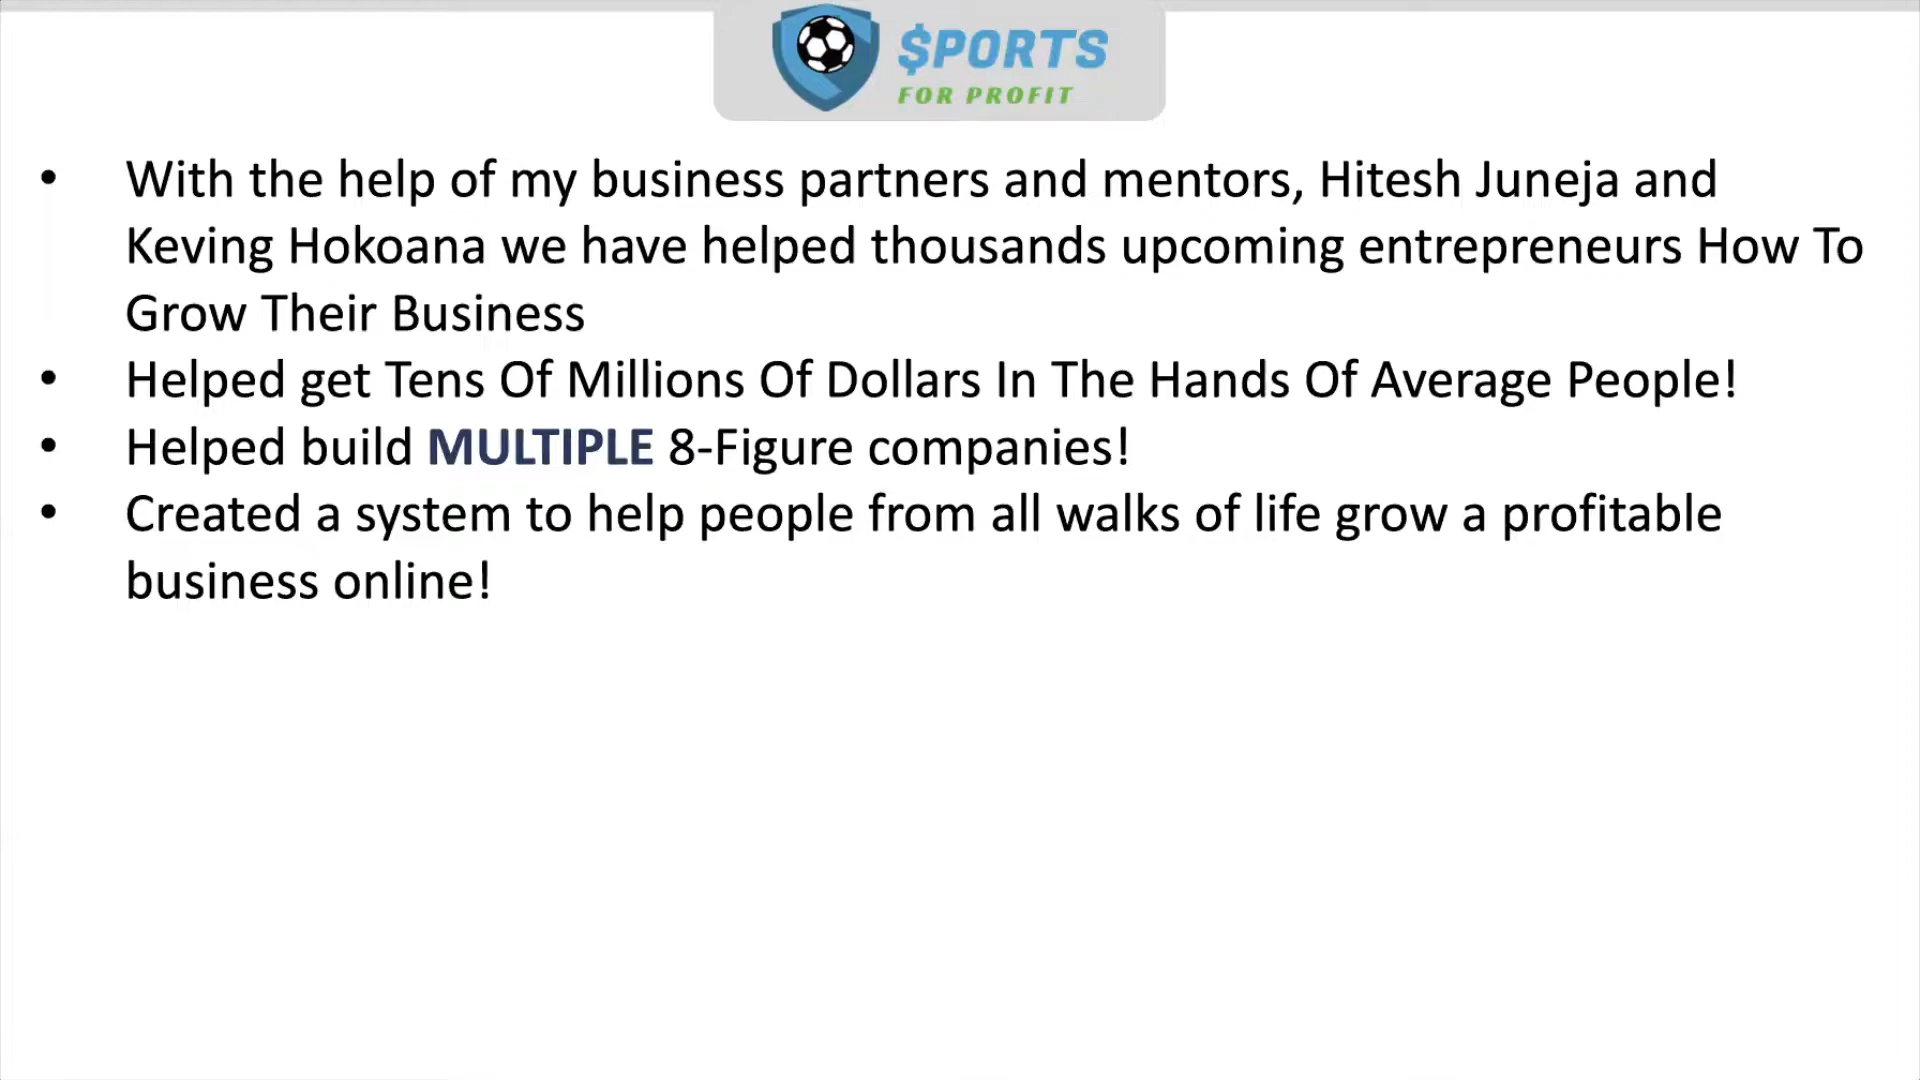 $PORTS
FOR PROFIT
• With the help of my business partners and mentors, Hitesh Juneja and
Keving Hokoana we have helped thousands upcoming entrepreneurs How To
Grow Their Business
• Helped get Tens Of Millions Of Dollars In The Hands Of Average People!
• Helped build MULTIPLE 8-Figure companies!
• Created a system to help people from all walks of life grow a profitable
business online!